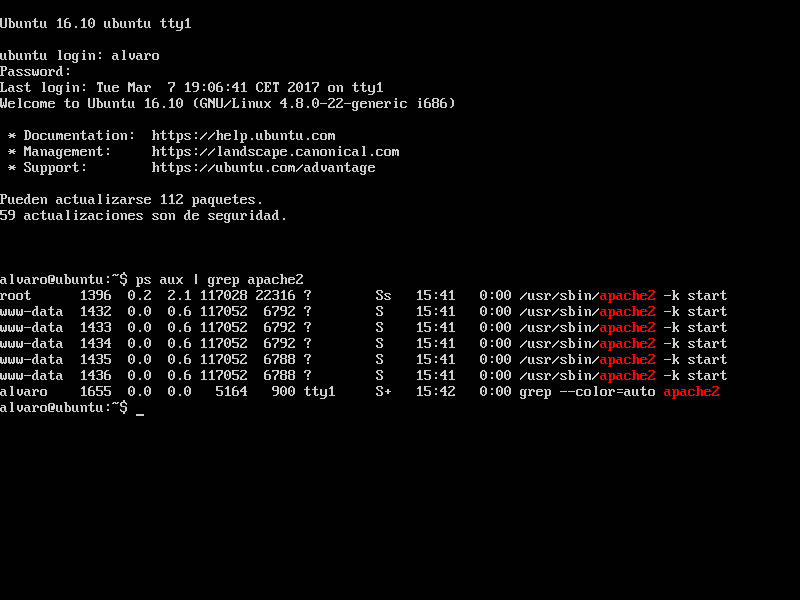 Ubuntu 16.10 ubuntu tty1
ubuntu login: alvaro
Password:
Last login: Tue Mar  7 19:06:41 CET 2017 on tty1
Welcome to Ubuntu 16.10 (GNU/Linux 4.8.0-22-generic i686)
 * Documentation:  https://help.ubuntu.com
 * Management:     https://landscape.canonical.com
 * Support:        https://ubuntu.com/advantage
Pueden actualizarse 112 paquetes.
59 actualizaciones son de seguridad.
alvaro@ubuntu:~$ ps aux | grep apache2
root      1396  0.2  2.1 117028 22316 ?        Ss   15:41   0:00 /usr/sbin/apache2 -k start
www-data  1432  0.0  0.6 117052  6792 ?        S    15:41   0:00 /usr/sbin/apache2 -k start
www-data  1433  0.0  0.6 117052  6792 ?        S    15:41   0:00 /usr/sbin/apache2 -k start
www-data  1434  0.0  0.6 117052  6792 ?        S    15:41   0:00 /usr/sbin/apache2 -k start
www-data  1435  0.0  0.6 117052  6788 ?        S    15:41   0:00 /usr/sbin/apache2 -k start
www-data  1436  0.0  0.6 117052  6788 ?        S    15:41   0:00 /usr/sbin/apache2 -k start
alvaro    1655  0.0  0.0   5164   900 tty1     S+   15:42   0:00 grep --color=auto apache2
alvaro@ubuntu:~$ _